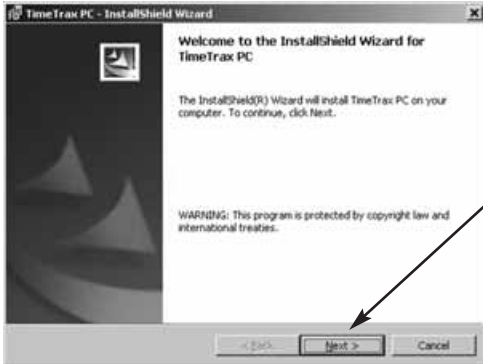 TimeTrax PC - InstallShield Wizard
Welcome to the InstallShield Wizard for
TimeTrax PC
The InstallShield(R) Wizard will install TimeTrax PC on your
computer. To continue, click Next.
WARNING: This program is protected by copyright law and
international treaties.
< Back Next > Cancel